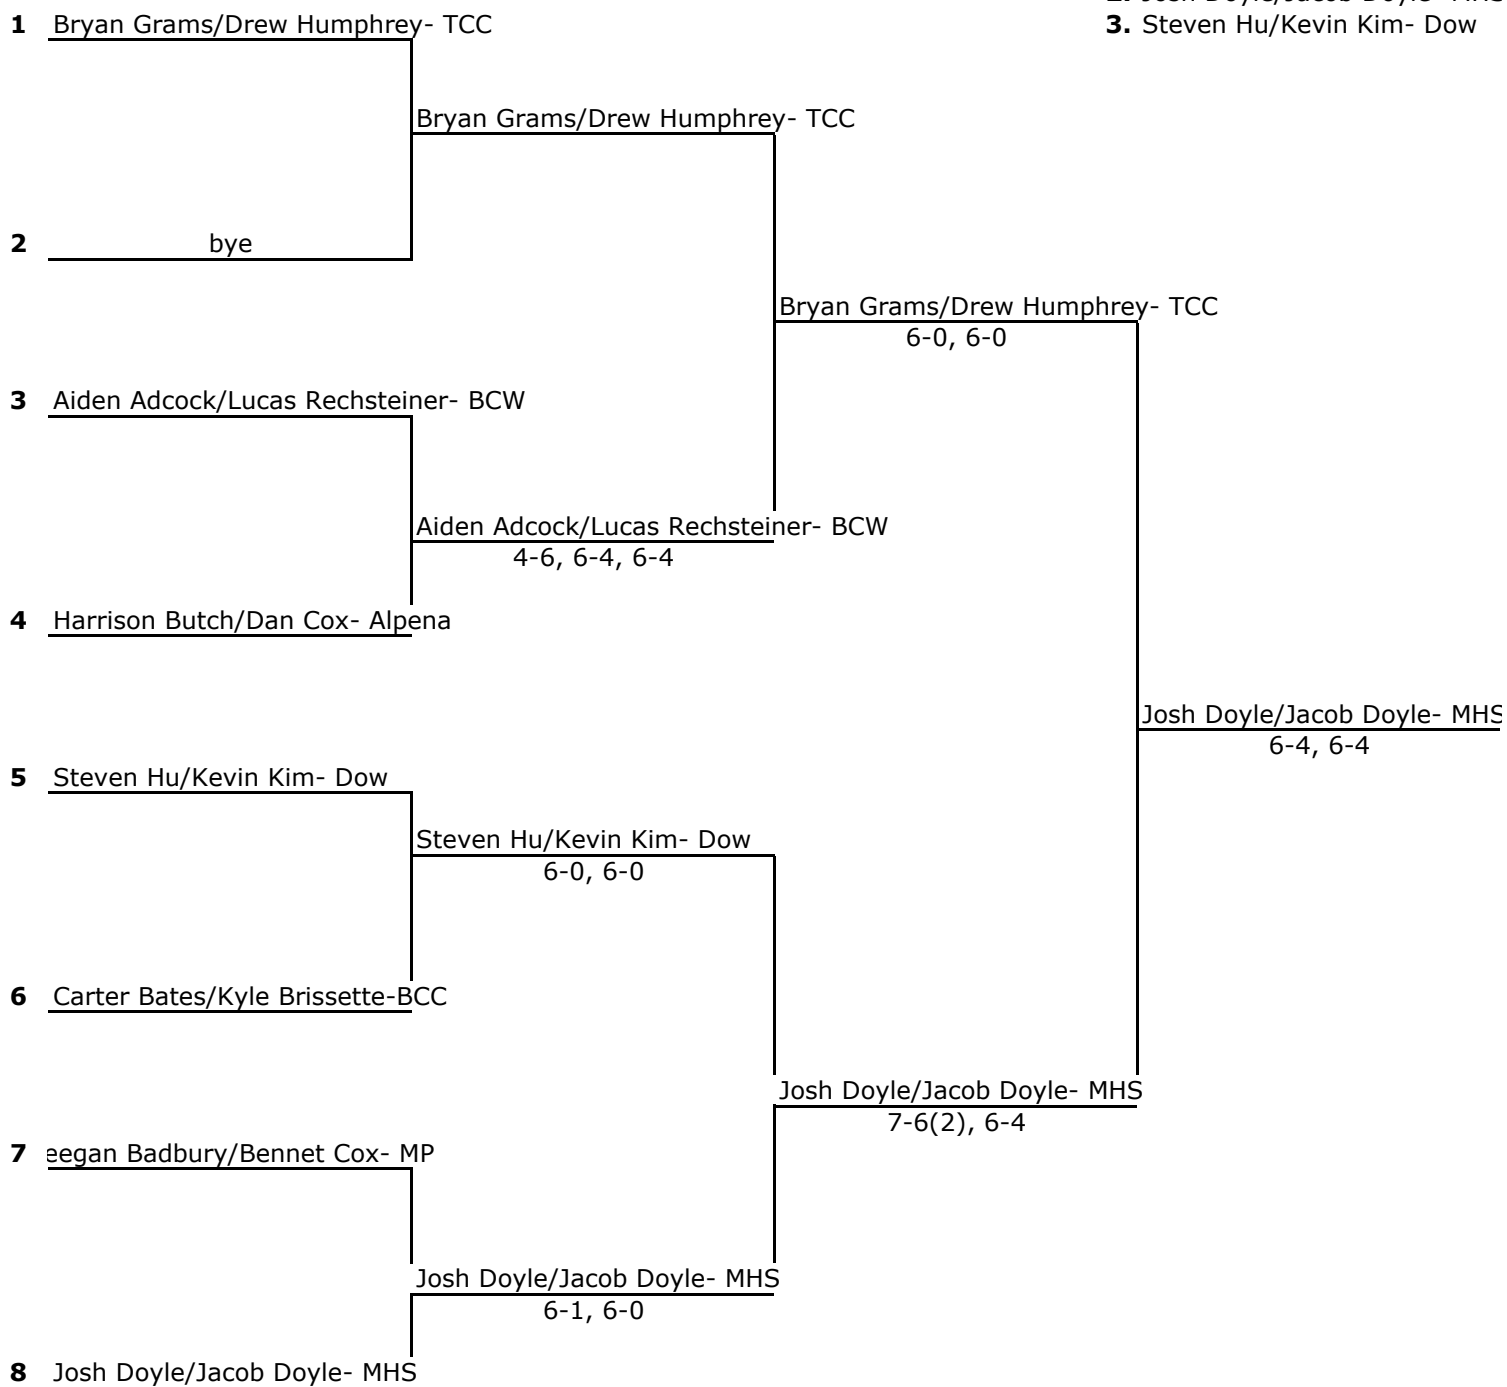 Josh Doyle/Jacob Doyle- MHS
1 Bryan Grams/Drew Humphrey- TCC
3. Steven Hu/Kevin Kim- Dow
Bryan Grams/Drew Humphrey- TCC
2 bye
Bryan Grams/Drew Humphrey- TCC
6-0, 6-0
3 Aiden Adcock/Lucas Rechsteiner- BCW
Aiden Adcock/Lucas Rechsteiner- BCW
4-6, 6-4, 6-4
4 Harrison Butch/Dan Cox- Alpena
Josh Doyle/Jacob Doyle- MHS
6-4, 6-4
5 Steven Hu/Kevin Kim- Dow
Steven Hu/Kevin Kim- Dow
6-0, 6-0
6 Carter Bates/Kyle Brissette-BCC
Josh Doyle/Jacob Doyle- MHS
7-6(2), 6-4
7 eegan Badbury/Bennet Cox- MP
Josh Doyle/Jacob Doyle- MHS
6-1, 6-0
8 Josh Doyle/Jacob Doyle- MHS